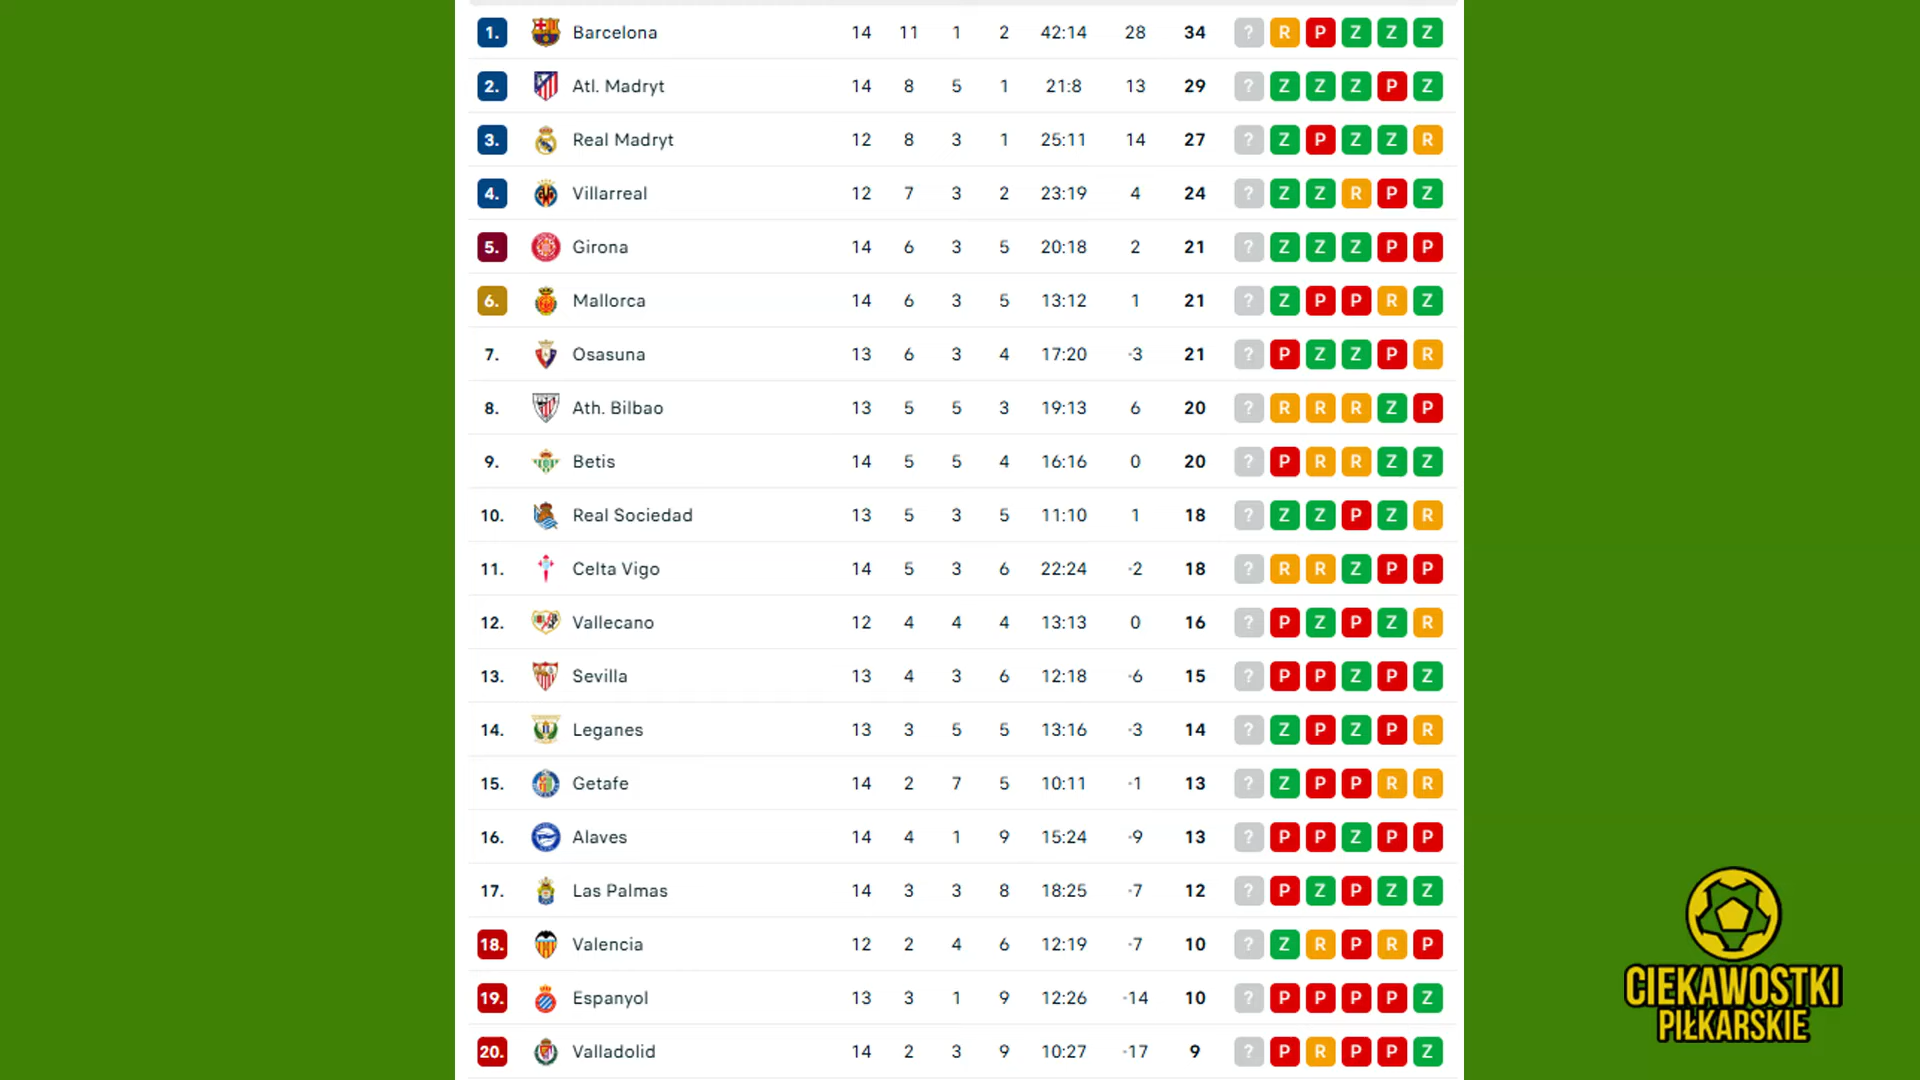 1. Barcelona 14 11 1 2 42:14 28 34 ? R P Z Z Z
2. Atl. Madryt 14 8 5 1 21:8 13 29 ? Z Z Z P Z
3. Real Madryt 12 8 3 1 25:11 14 27 ? Z P Z Z R
4. Villarreal 12 7 3 2 23:19 4 24 ? Z Z R P Z
5. Girona 14 6 3 5 20:18 2 21 ? Z Z Z P P
6. Mallorca 14 6 3 5 13:12 1 21 ? Z P P R Z
7. Osasuna 13 6 3 4 17:20 -3 21 ? P Z Z P R
8. Ath. Bilbao 13 5 5 3 19:13 6 20 ? R R R Z P
9. Betis 14 5 5 4 16:16 0 20 ? P R R Z Z
10. Real Sociedad 13 5 3 5 11:10 1 18 ? Z Z P Z R
11. Celta Vigo 14 5 3 6 22:24 -2 18 ? R R Z P P
12. Vallecano 12 4 4 4 13:13 0 16 ? P Z P Z R
13. Sevilla 13 4 3 6 12:18 -6 15 ? P P Z P Z
14. Leganes 13 3 5 5 13:16 -3 14 ? Z P Z P R
15. Getafe 14 2 7 5 10:11 -1 13 ? Z P P R R
16. Alaves 14 4 1 9 15:24 -9 13 ? P P Z P P
17. Las Palmas 14 3 3 8 18:25 -7 12 ? P Z P Z Z
18. Valencia 12 2 4 6 12:19 -7 10 ? Z R P R P
19. Espanyol 13 3 1 9 12:26 -14 10 ? P P P P Z
20. Valladolid 14 2 3 9 10:27 -17 9 ? P R P P Z
CIEKAWOSTKI
PIŁKARSKIE